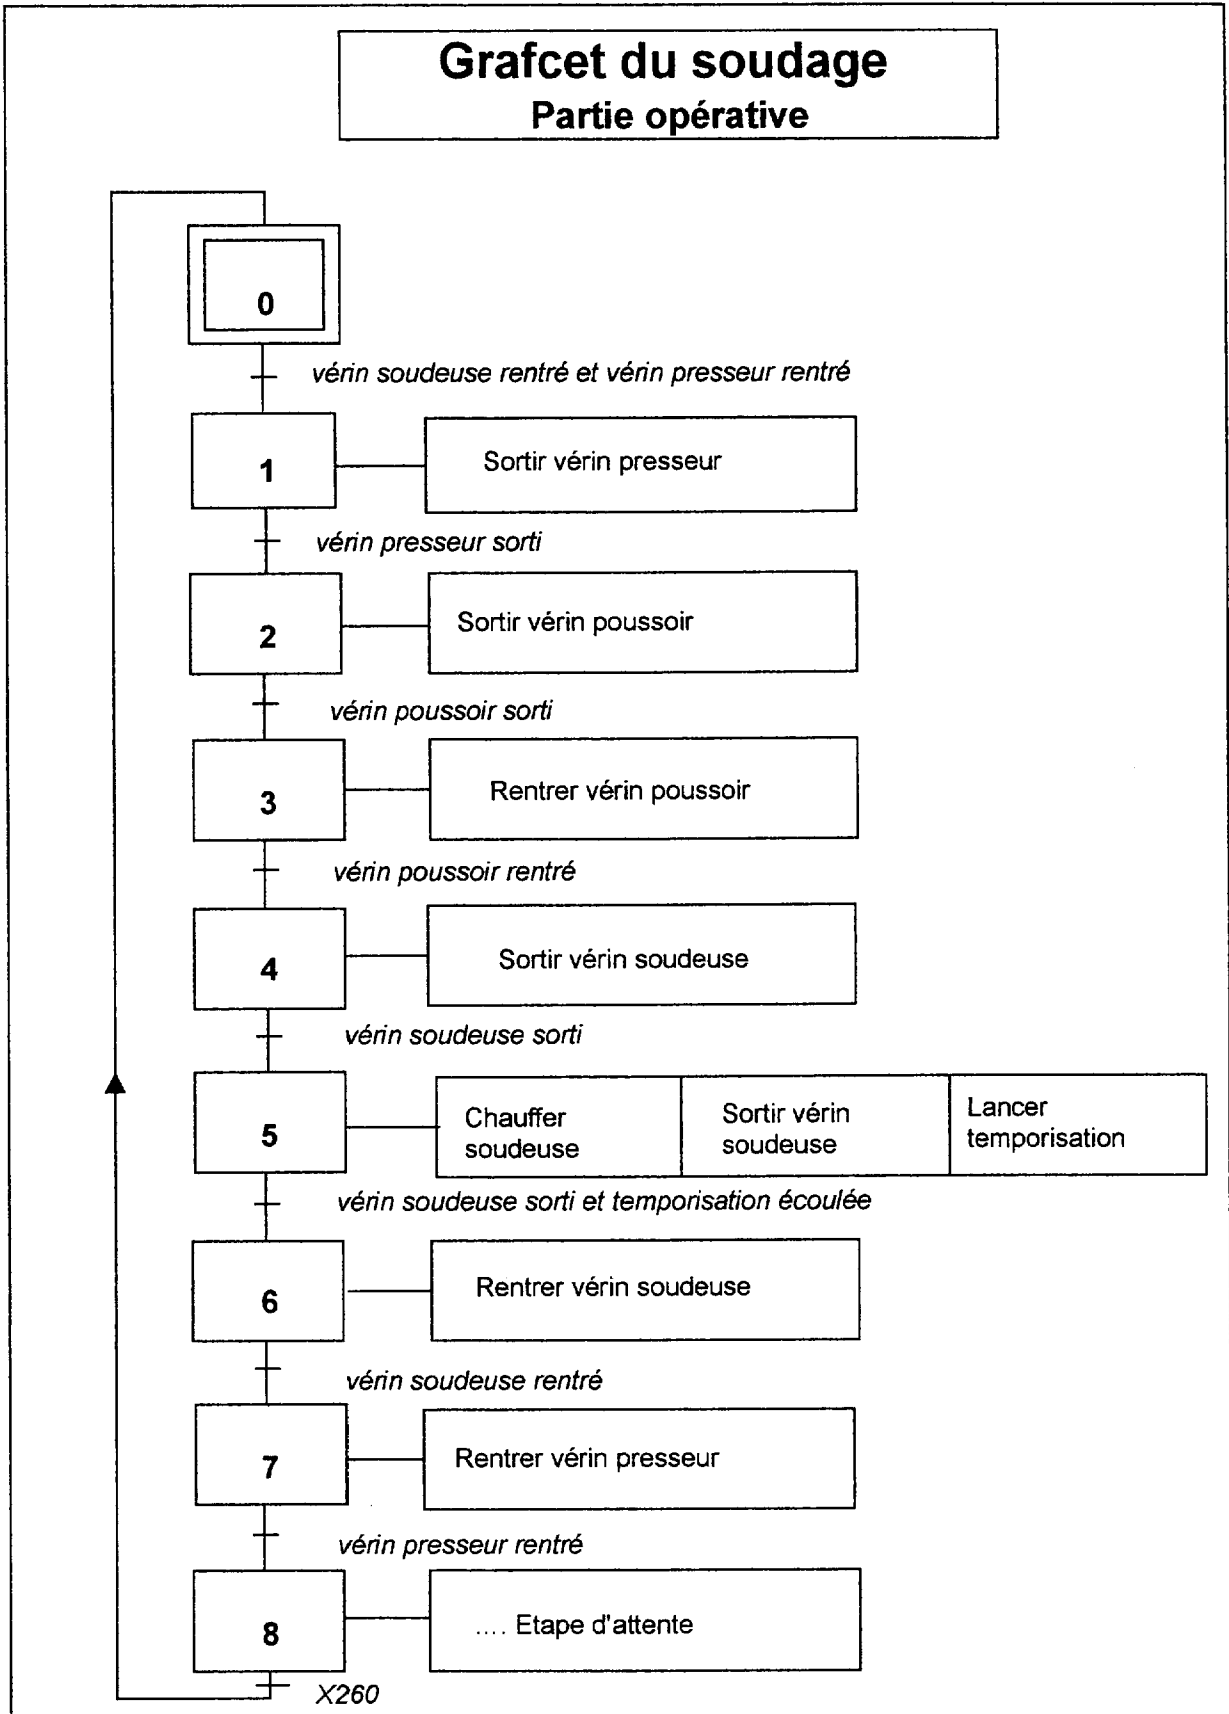 Grafcet du soudage
Partie opérative
0
vérin soudeuse rentré et vérin presseur rentré
1
Sortir vérin presseur
vérin presseur sorti
2
Sortir vérin poussoir
vérin poussoir sorti
3
Rentrer vérin poussoir
vérin poussoir rentré
4
Sortir vérin soudeuse
vérin soudeuse sorti
5
Chauffer
soudeuse
Sortir vérin
soudeuse
Lancer
temporisation
vérin soudeuse sorti et temporisation écoulée
6
Rentrer vérin soudeuse
vérin soudeuse rentré
7
Rentrer vérin presseur
vérin presseur rentré
8
.... Etape d'attente
X260